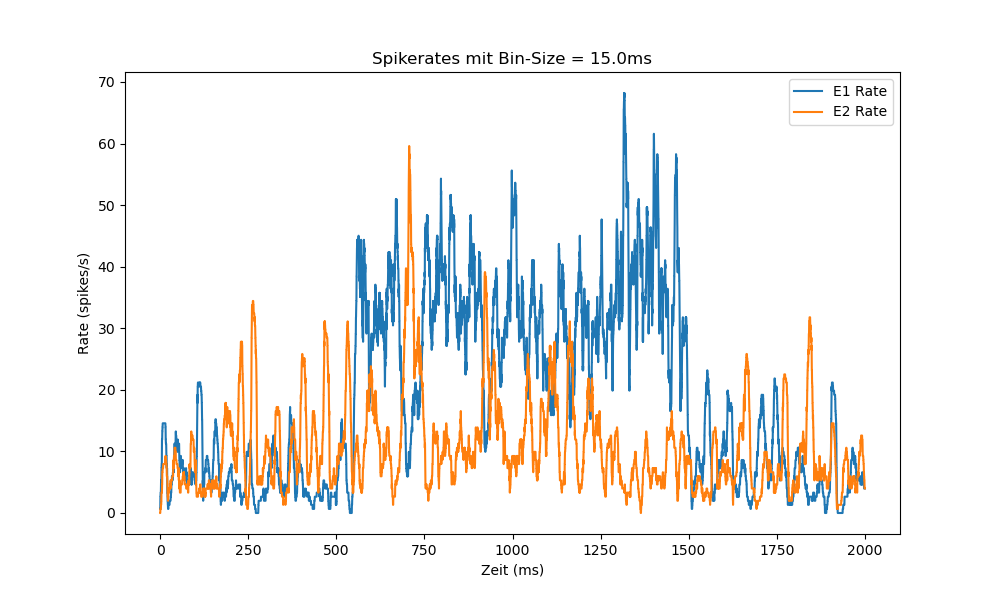 Spikerates mit Bin-Size = 15.0ms
E1 Rate
E2 Rate
Rate (spikes/s)
70
60
50
40
30
20
10
0
0 250 500 750 1000 1250 1500 1750 2000
Zeit (ms)